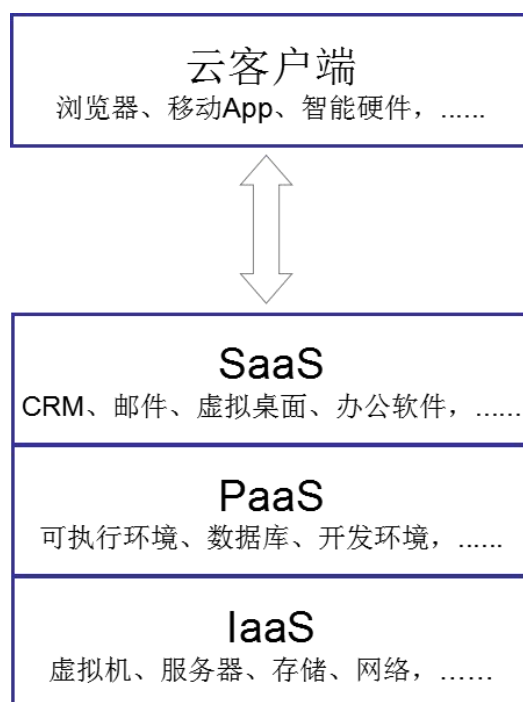 云客户端
浏览器、移动App、智能硬件，......
SaaS
CRM、邮件、虚拟桌面、办公软件，......
PaaS
可执行环境、数据库、开发环境，......
IaaS
虚拟机、服务器、存储、网络，……